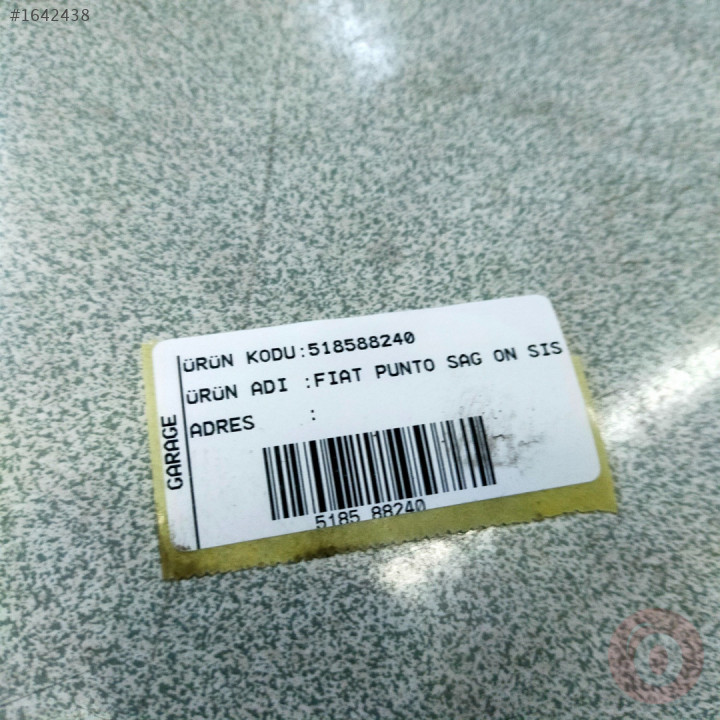 #1642438
GARAGE
ÜRÜN KODU:518588240
ÜRÜN ADI :FIAT PUNTO SAG ON SIS
ADRES :
5185 88240